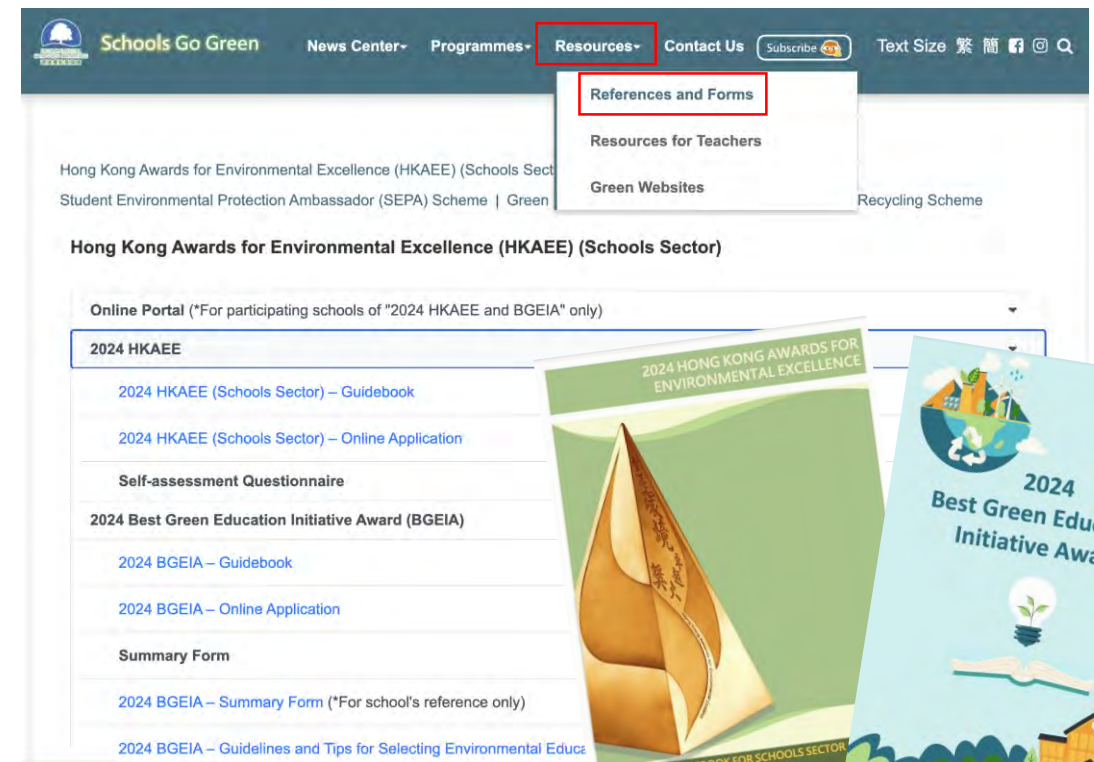 Schools Go Green
News Center
Programmes
Resources
Contact Us
Subscribe
Text Size 繁 簡
References and Forms
Resources for Teachers
Green Websites
Hong Kong Awards for Environmental Excellence (HKAEE) (Schools Sect
Student Environmental Protection Ambassador (SEPA) Scheme | Green
Recycling Scheme
Hong Kong Awards for Environmental Excellence (HKAEE) (Schools Sector)
Online Portal (*For participating schools of "2024 HKAEE and BGEIA" only)
2024 HKAEE
2024 HKAEE (Schools Sector) – Guidebook
2024 HKAEE (Schools Sector) – Online Application
Self-assessment Questionnaire
2024 Best Green Education Initiative Award (BGEIA)
2024 BGEIA – Guidebook
2024 BGEIA – Online Application
Summary Form
2024 BGEIA – Summary Form (*For school's reference only)
2024 BGEIA – Guidelines and Tips for Selecting Environmental Educa
2024 HONG KONG AWARDS FOR
ENVIRONMENTAL EXCELLENCE
FOR SCHOOLS SECTOR
2024
Best Green Edu
Initiative Awa